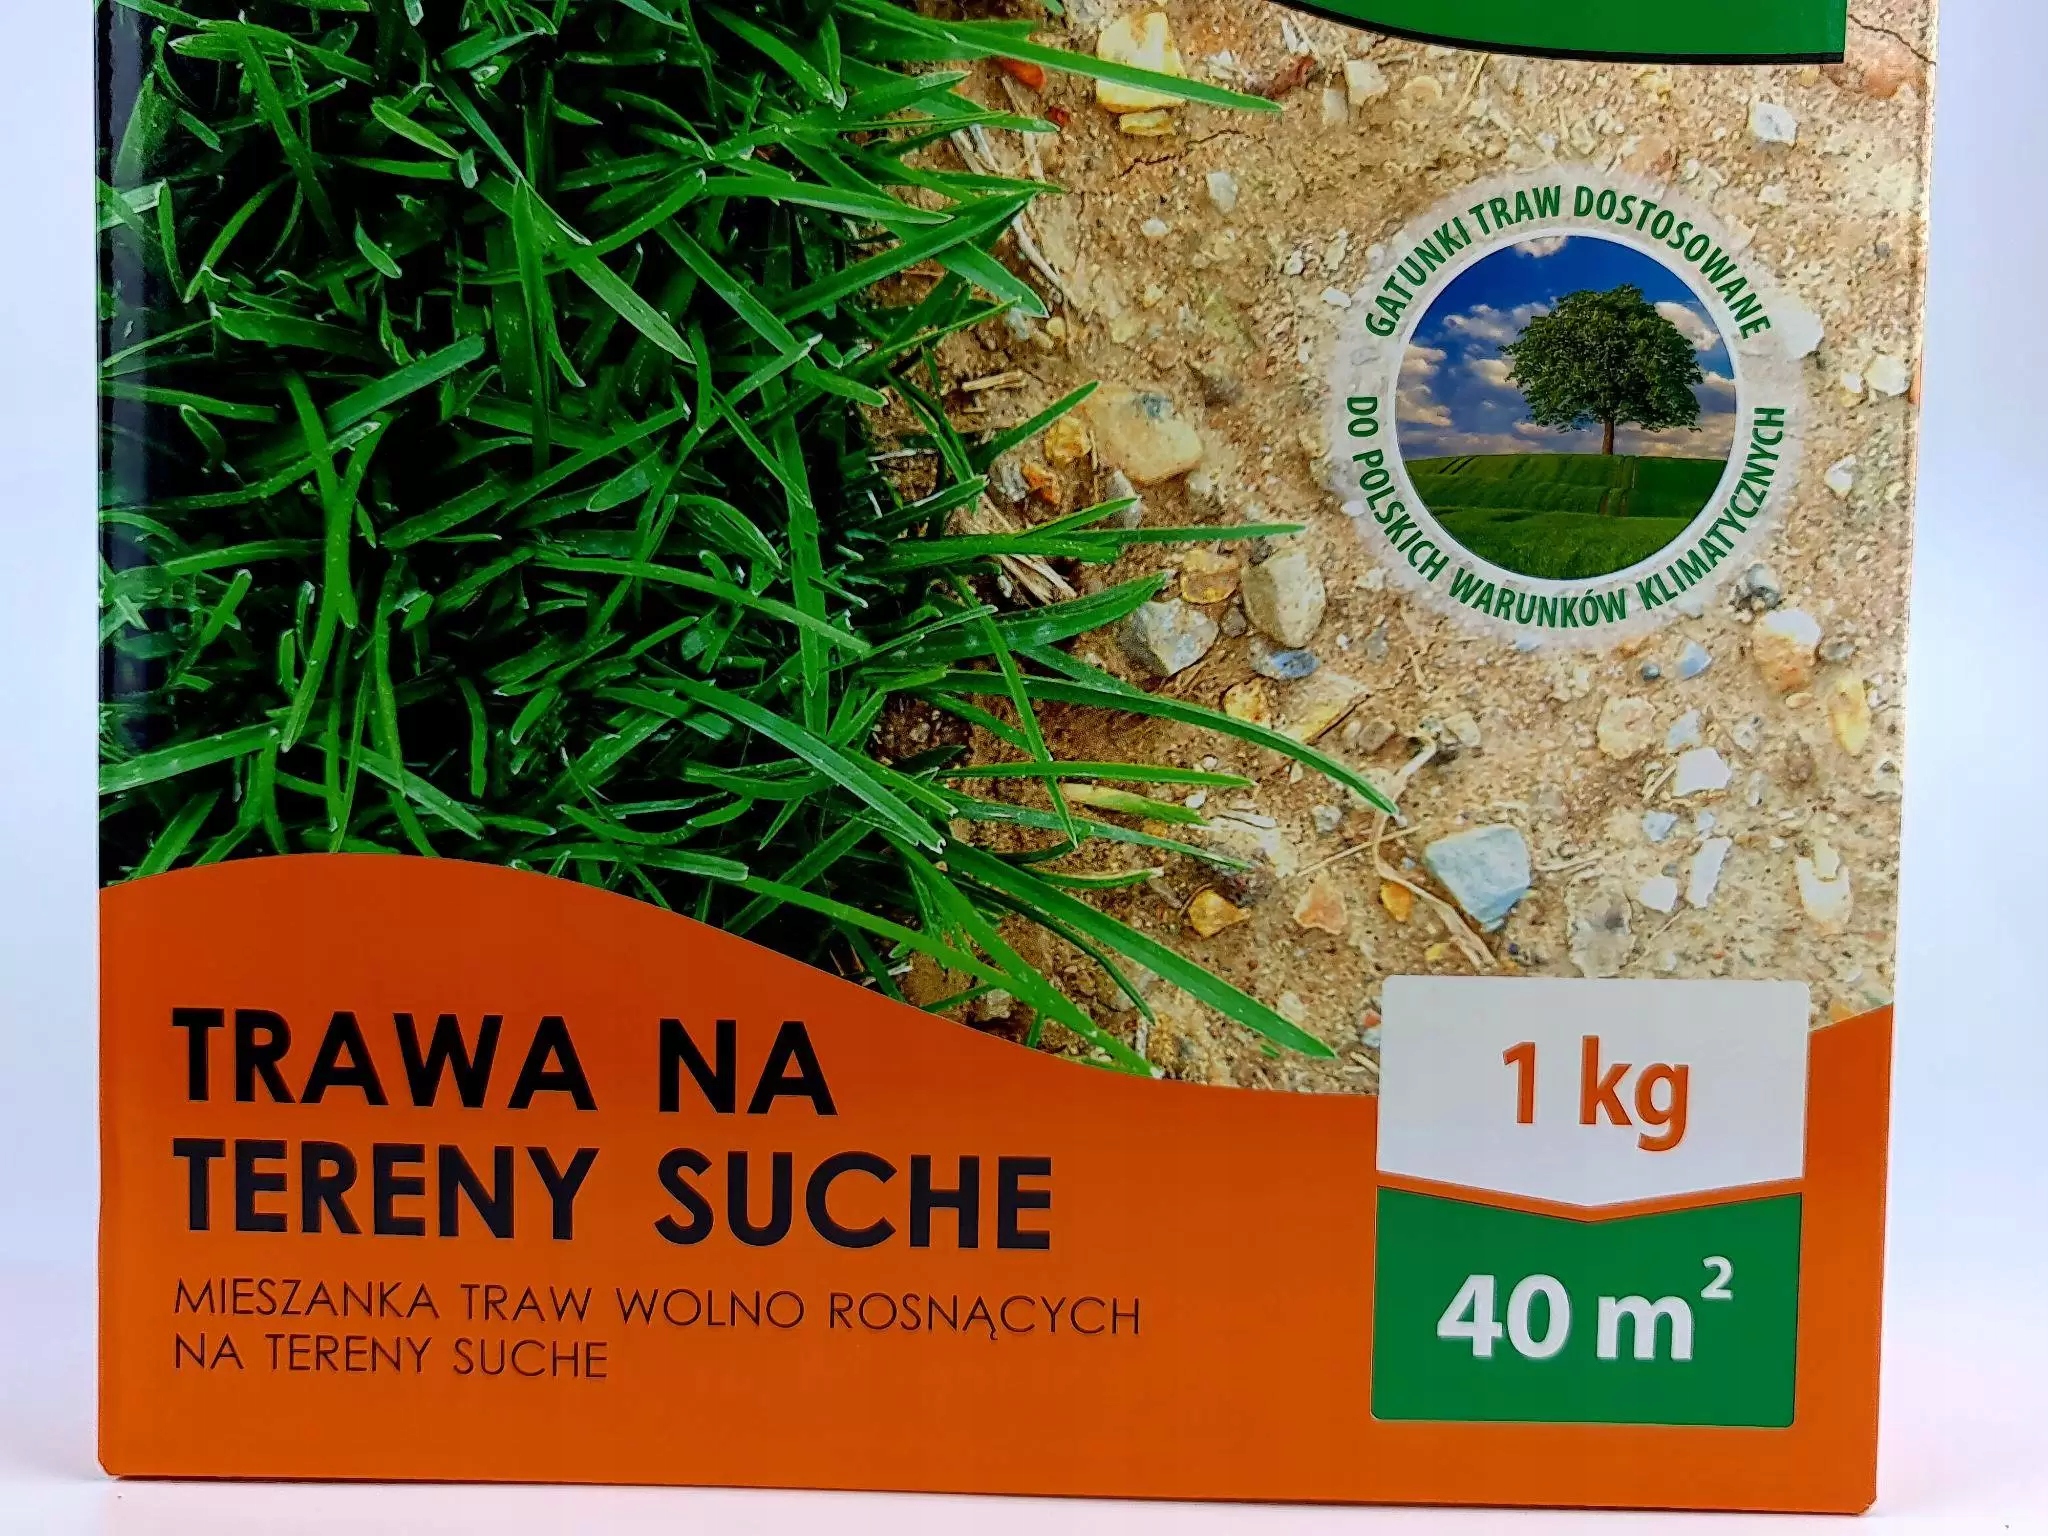 GATUNKI TRAW DOSTOSOWANE
DO POLSKICH WARUNKÓW KLIMATYCZNYCH
TRAWA NA
TERENY SUCHE
MIESZANKA TRAW WOLNO ROSNĄCYCH
NA TERENY SUCHE
1 kg
40 m²